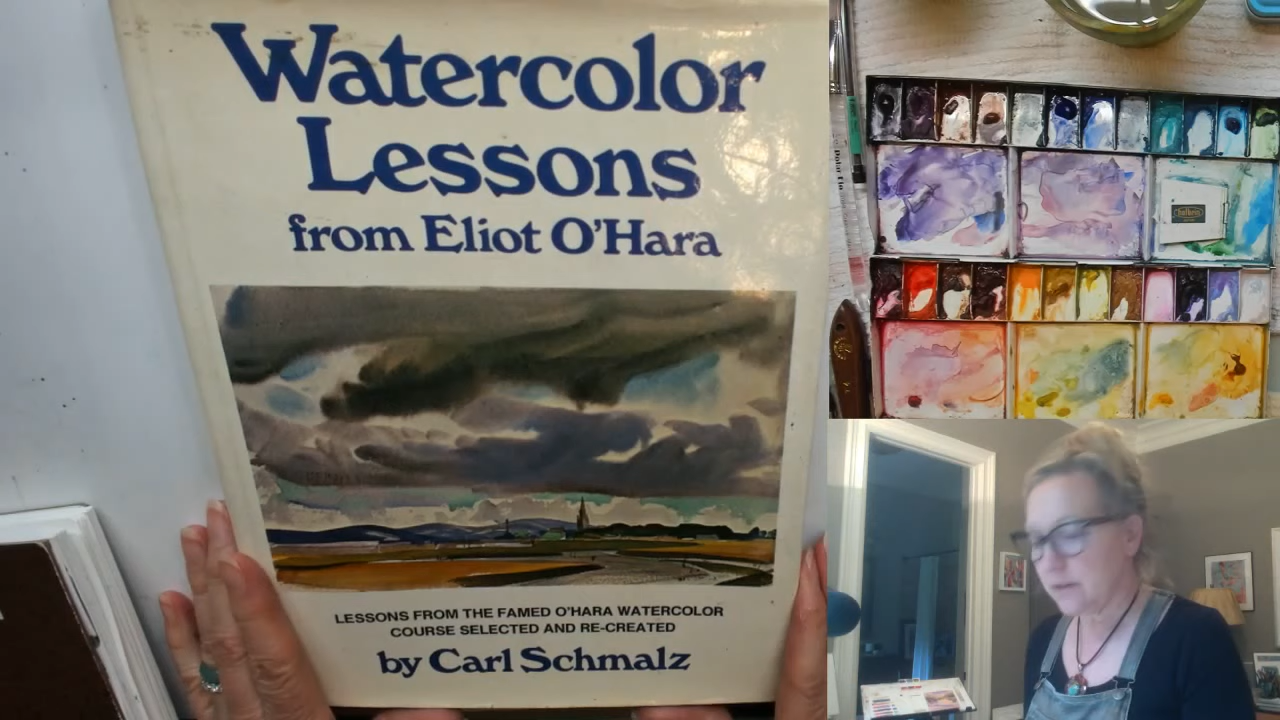 Watercolor
Lessons
from Eliot O'Hara
LESSONS FROM THE FAMED O'HARA WATERCOLOR
COURSE SELECTED AND RE-CREATED
by Carl Schmalz